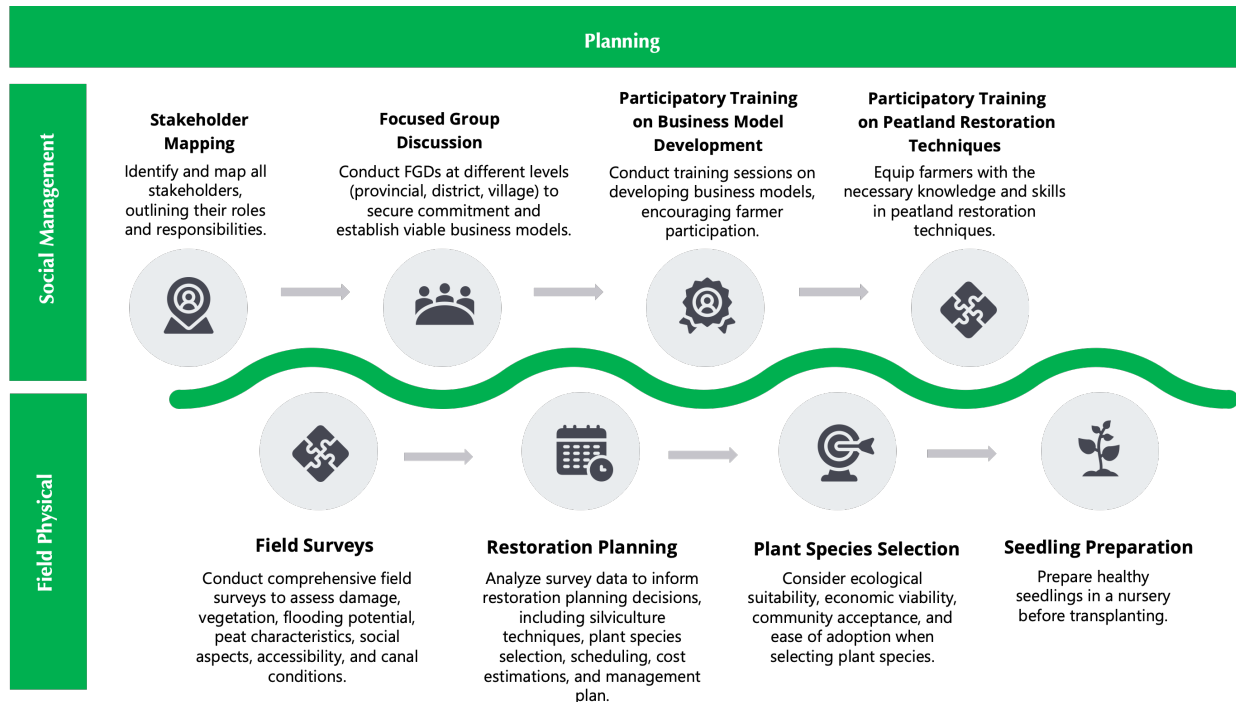 Planning
Social Management
Stakeholder
Mapping
Identify and map all
stakeholders,
outlining their roles
and responsibilities.
Focused Group
Discussion
Conduct FGDs at different levels
(provincial, district, village) to
secure commitment and
establish viable business models.
Participatory Training
on Business Model
Development
Conduct training sessions on
developing business models,
encouraging farmer
participation.
Participatory Training
on Peatland Restoration
Techniques
Equip farmers with the
necessary knowledge and skills
in peatland restoration
techniques.
Field Physical
Field Surveys
Conduct comprehensive field
surveys to assess damage,
vegetation, flooding potential,
peat characteristics, social
aspects, accessibility, and canal
conditions.
Restoration Planning
Analyze survey data to inform
restoration planning decisions,
including silviculture
techniques, plant species
selection, scheduling, cost
estimations, and management
plan.
Plant Species Selection
Consider ecological
suitability, economic viability,
community acceptance, and
ease of adoption when
selecting plant species.
Seedling Preparation
Prepare healthy
seedlings in a nursery
before transplanting.